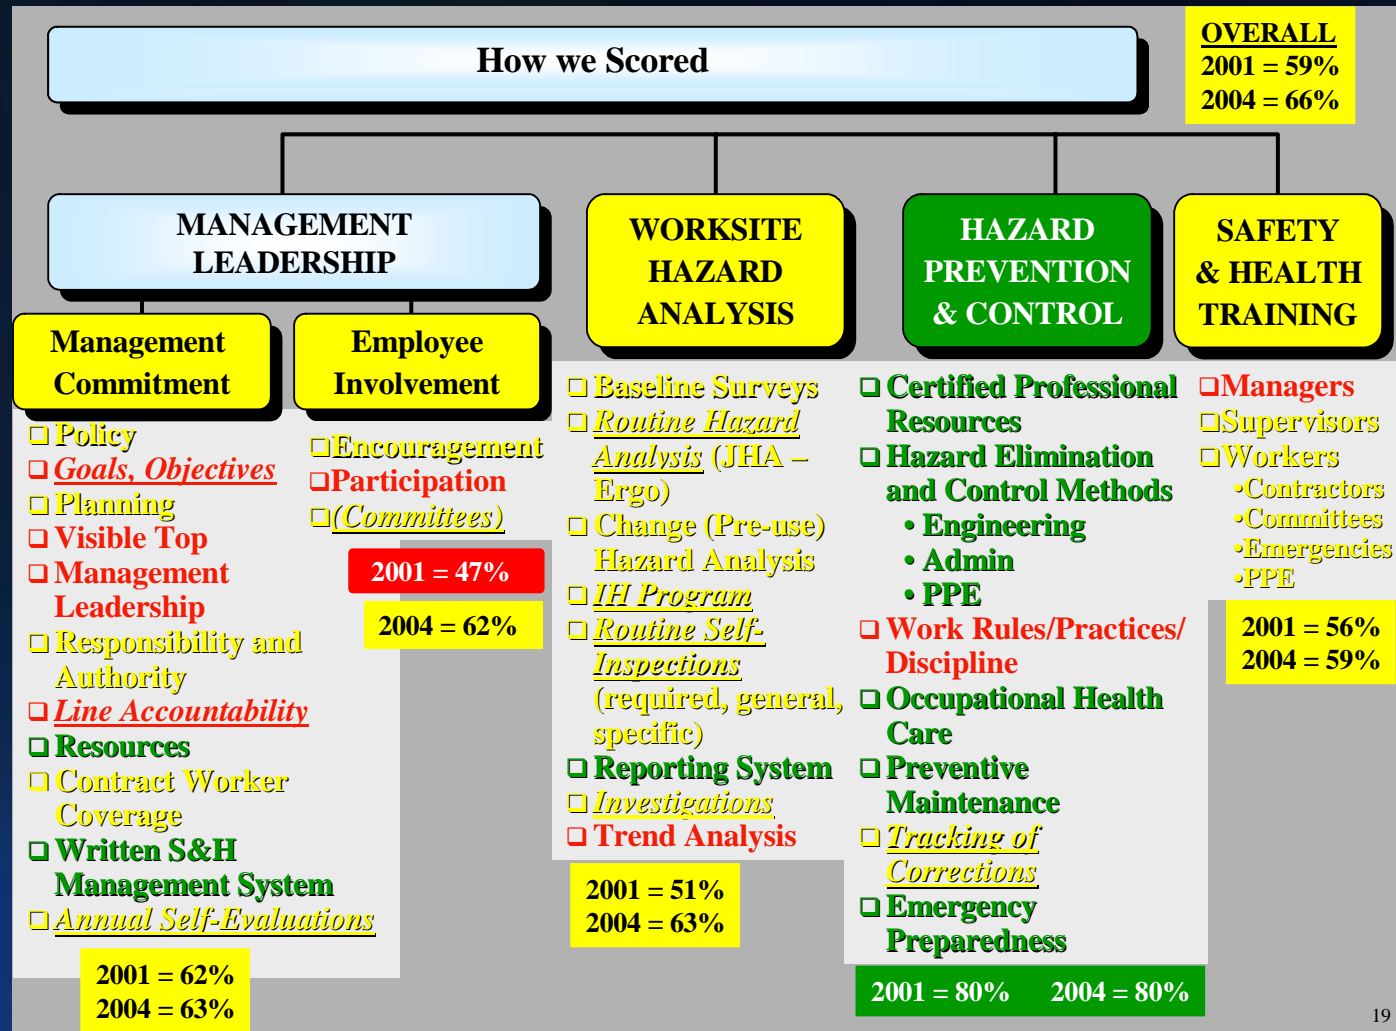 How we Scored
OVERALL
2001 = 59%
2004 = 66%
MANAGEMENT
LEADERSHIP
Management
Commitment
❑ Policy
❑ Goals, Objectives
❑ Planning
❑ Visible Top
❑ Management
Leadership
❑ Responsibility and
Authority
❑ Line Accountability
❑ Resources
❑ Contract Worker
Coverage
❑ Written S&H
Management System
❑ Annual Self-Evaluations
2001 = 62%
2004 = 63%
Employee
Involvement
❑Encouragement
❑Participation
❑(Committees)
2001 = 47%
2004 = 62%
WORKSITE
HAZARD
ANALYSIS
❑ Baseline Surveys
❑ Routine Hazard
Analysis (JHA –
Ergo)
❑ Change (Pre-use)
Hazard Analysis
❑ IH Program
❑ Routine Self-
Inspections
(required, general,
specific)
❑ Reporting System
❑ Investigations
❑ Trend Analysis
2001 = 51%
2004 = 63%
HAZARD
PREVENTION
& CONTROL
❑ Certified Professional
Resources
❑ Hazard Elimination
and Control Methods
• Engineering
• Admin
• PPE
❑ Work Rules/Practices/
Discipline
❑ Occupational Health
Care
❑ Preventive
Maintenance
❑ Tracking of
Corrections
❑ Emergency
Preparedness
2001 = 80% 2004 = 80%
SAFETY
& HEALTH
TRAINING
❑Managers
❑Supervisors
❑Workers
•Contractors
•Committees
•Emergencies
•PPE
2001 = 56%
2004 = 59%
19